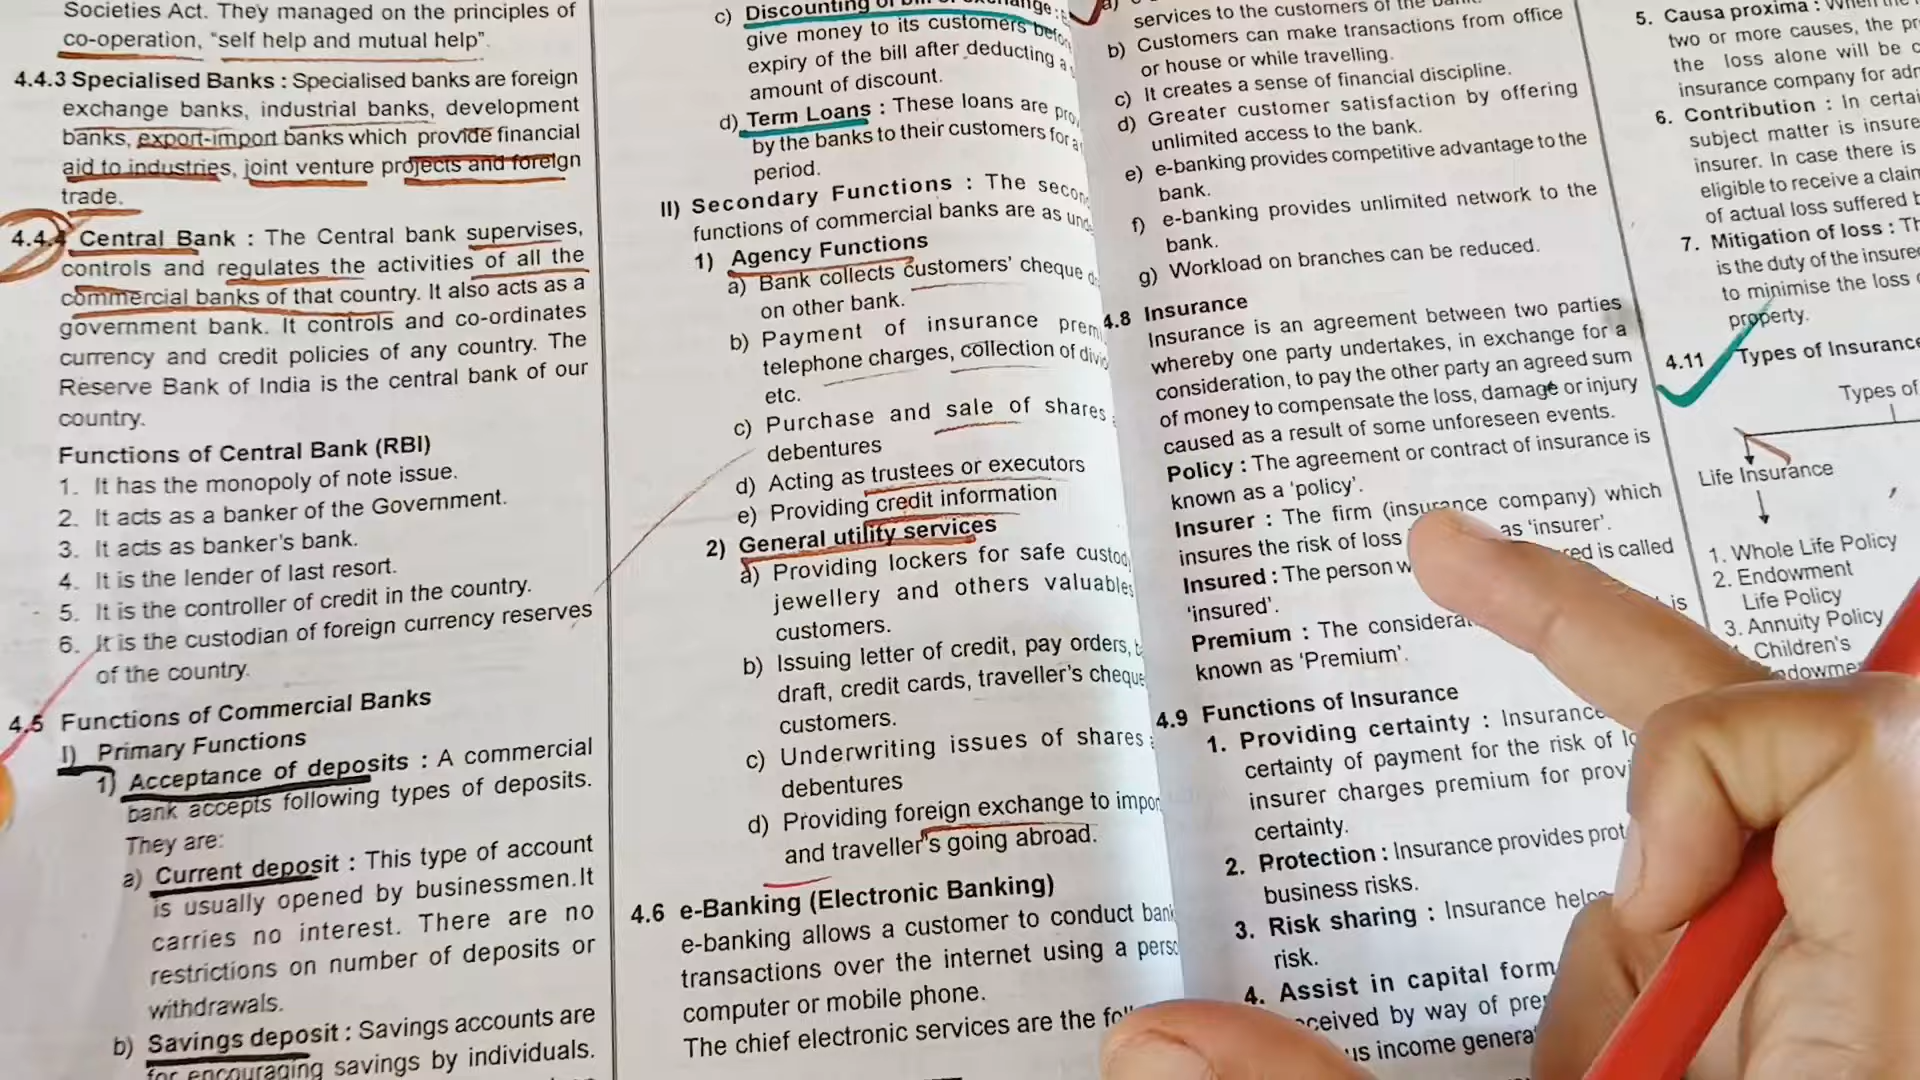 Societies Act. They managed on the principles of
co-operation, “self help and mutual help”.
4.4.3 Specialised Banks : Specialised banks are foreign
exchange banks, industrial banks, development
banks, export-import banks which provide financial
aid to industries, joint venture projects and foreign
trade.
4.4.4 Central Bank : The Central bank supervises,
controls and regulates the activities of all the
commercial banks of that country. It also acts as a
government bank. It controls and co-ordinates
currency and credit policies of any country. The
Reserve Bank of India is the central bank of our
country.
Functions of Central Bank (RBI)
1. It has the monopoly of note issue.
2. It acts as a banker of the Government.
3. It acts as banker's bank.
4. It is the lender of last resort.
5. It is the controller of credit in the country.
6. It is the custodian of foreign currency reserves
of the country.
4.5 Functions of Commercial Banks
I) Primary Functions
1) Acceptance of deposits : A commercial
bank accepts following types of deposits.
They are:
a) Current deposit : This type of account
is usually opened by businessmen.It
carries no interest. There are no
restrictions on number of deposits or
withdrawals.
b) Savings deposit : Savings accounts are
for encouraging savings by individuals.
c) Discounting of bill of exchange :
give money to its customers before
expiry of the bill after deducting a
amount of discount.
d) Term Loans : These loans are
by the banks to their customers for a
period.
II) Secondary Functions : The
functions of commercial banks are as
1) Agency Functions
a) Bank collects customers' cheque
on other bank.
b) Payment of insurance
telephone charges, collection of
etc.
c) Purchase and sale of shares
debentures
d) Acting as trustees or executors
e) Providing credit information
2) General utility services
a) Providing lockers for safe
jewellery and others valuables
customers.
b) Issuing letter of credit, pay orders,
draft, credit cards, traveller's
customers.
c) Underwriting issues of shares
debentures
d) Providing foreign exchange to
and traveller's going abroad.
4.6 e-Banking (Electronic Banking)
e-banking allows a customer to conduct
transactions over the internet using a
computer or mobile phone.
The chief electronic services are the
a)
services to the customers of the bank.
b) Customers can make transactions from office
or house or while travelling.
c) It creates a sense of financial discipline.
d) Greater customer satisfaction by offering
unlimited access to the bank.
e) e-banking provides competitive advantage to the
bank.
f) e-banking provides unlimited network to the
bank.
g) Workload on branches can be reduced.
4.8 Insurance
Insurance is an agreement between two parties
whereby one party undertakes, in exchange for a
consideration, to pay the other party an agreed sum
of money to compensate the loss, damage or injury
caused as a result of some unforeseen events.
Policy : The agreement or contract of insurance is
known as a ‘policy’.
Insurer : The firm (insurance company) which
insures the risk of loss as ‘insurer’.
Insured : The person is called
‘insured’.
Premium : The is
known as ‘Premium’.
4.9 Functions of Insurance
1. Providing certainty : Insurance
certainty of payment for the risk of
insurer charges premium for
certainty.
2. Protection : Insurance provides
business risks.
3. Risk sharing : Insurance
risk.
4. Assist in capital
by way of
income
5. Causa proxima : When the
two or more causes, the
the loss alone will be
insurance company for
6. Contribution : In
subject matter is
insurer. In case there is
eligible to receive a claim
of actual loss suffered
7. Mitigation of loss :
is the duty of the
to minimise the loss
property.
4.11 Types of Insurance
Types of
Life Insurance
1. Whole Life Policy
2. Endowment
Life Policy
3. Annuity Policy
Children's